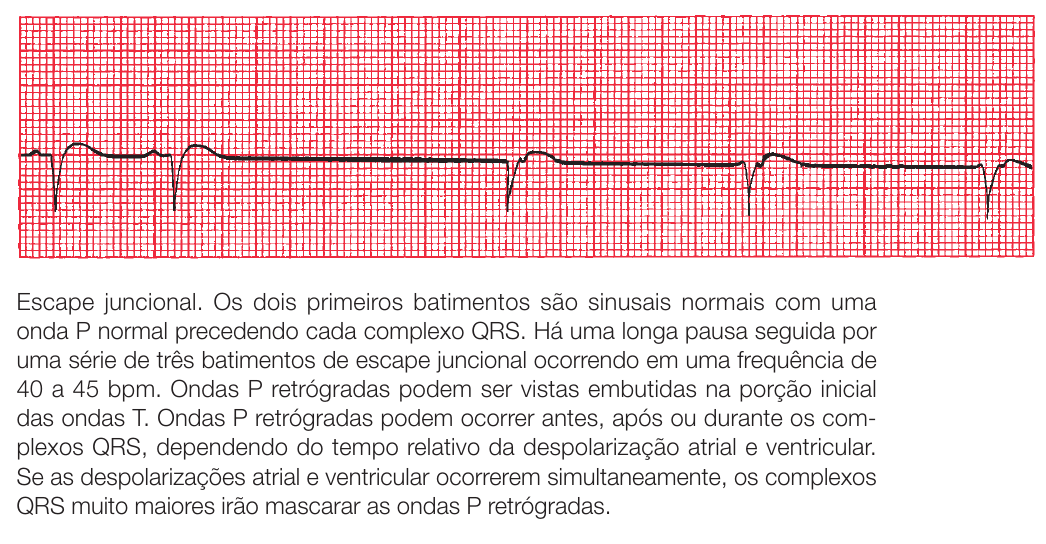 Escape juncional. Os dois primeiros batimentos são sinusais normais com uma
onda P normal precedendo cada complexo QRS. Há uma longa pausa seguida por
uma série de três batimentos de escape juncional ocorrendo em uma frequência de
40 a 45 bpm. Ondas P retrógradas podem ser vistas embutidas na porção inicial
das ondas T. Ondas P retrógradas podem ocorrer antes, após ou durante os com-
plexos QRS, dependendo do tempo relativo da despolarização atrial e ventricular.
Se as despolarizações atrial e ventricular ocorrerem simultaneamente, os complexos
QRS muito maiores irão mascarar as ondas P retrógradas.